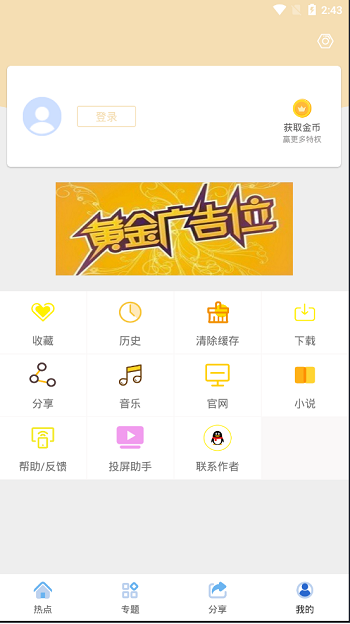 2:43
登录
获取金币
赢更多特权
黄金广告位
收藏
历史
清除缓存
下载
分享
音乐
官网
小说
帮助/反馈
投屏助手
联系作者
热点
专题
分享
我的